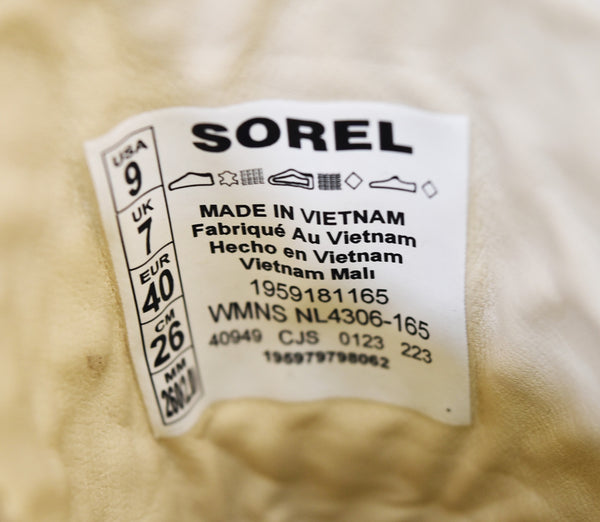 SOREL
USA
9
UK
7
EUR
40
CM
26
MM
MADE IN VIETNAM
Fabriqué Au Vietnam
Hecho en Vietnam
Vietnam Malı
1959181165
WMNS NL4306-165
40949 CJS 0123 223
195979798062